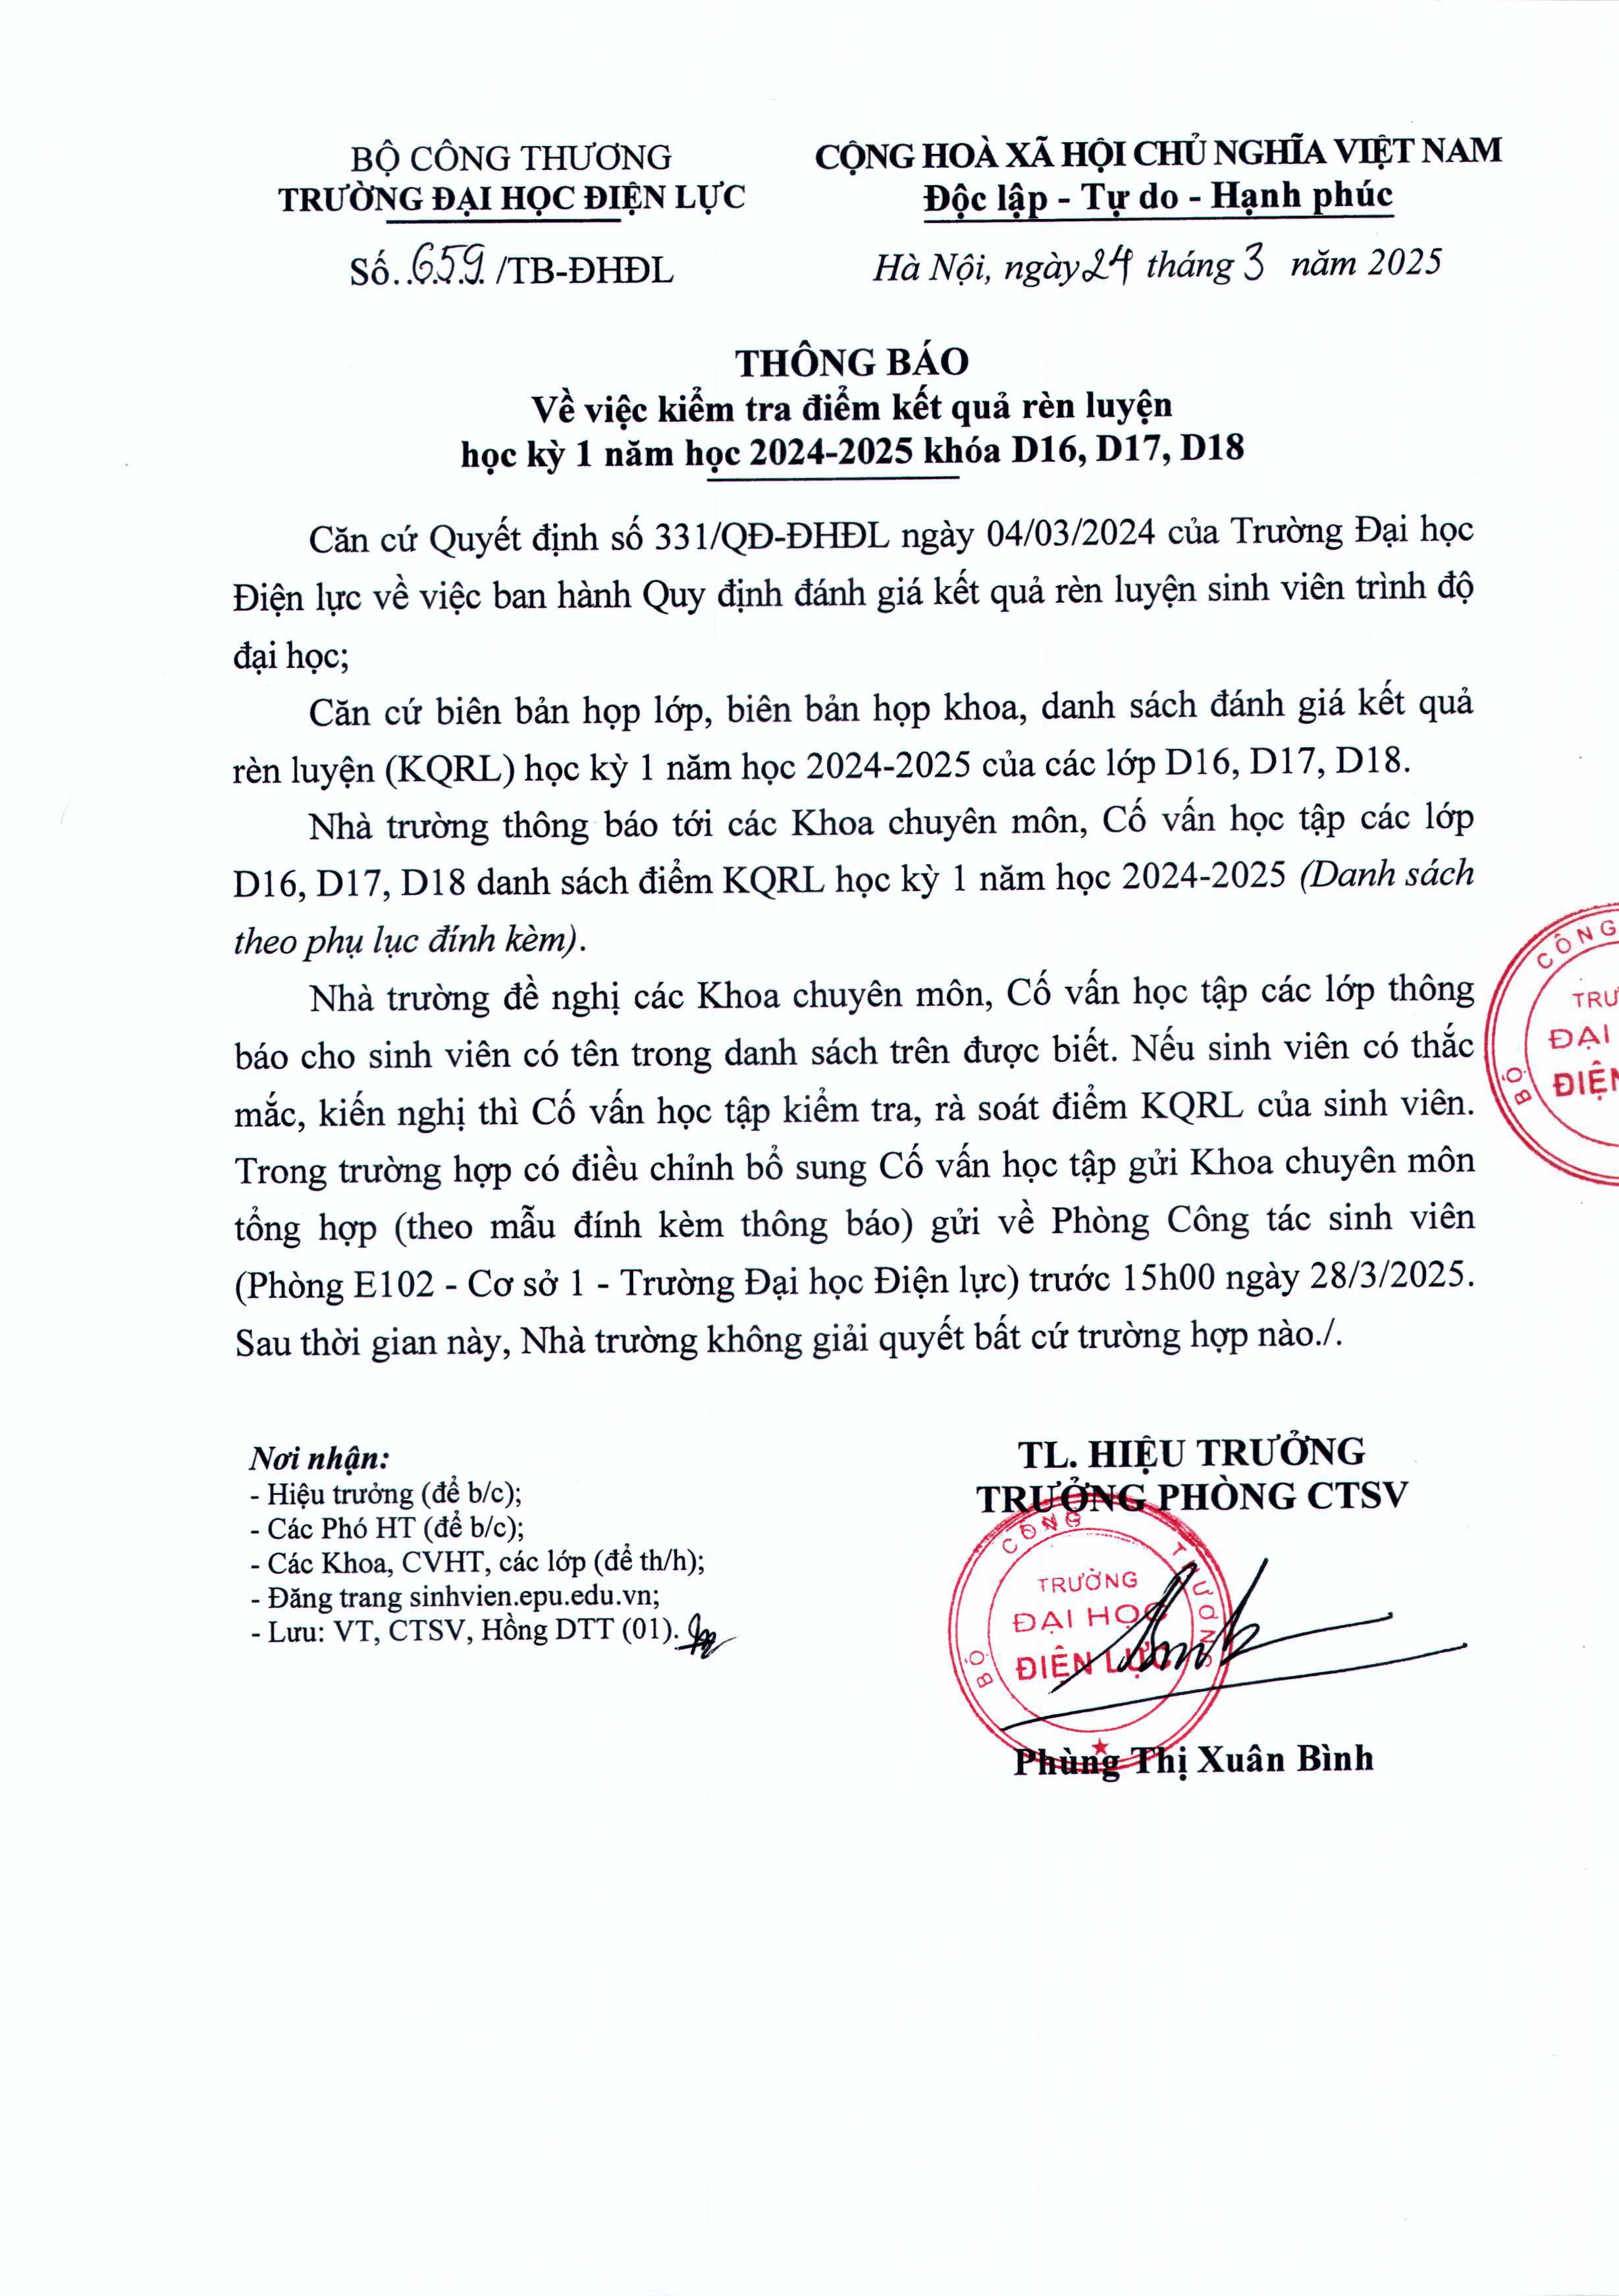 BỘ CÔNG THƯƠNG
TRƯỜNG ĐẠI HỌC ĐIỆN LỰC
Số...659./TB-ĐHĐL
CỘNG HOÀ XÃ HỘI CHỦ NGHĨA VIỆT NAM
Độc lập - Tự do - Hạnh phúc
Hà Nội, ngày 24 tháng 3 năm 2025
THÔNG BÁO
Về việc kiểm tra điểm kết quả rèn luyện
học kỳ 1 năm học 2024-2025 khóa D16, D17, D18
Căn cứ Quyết định số 331/QĐ-ĐHĐL ngày 04/03/2024 của Trường Đại học
Điện lực về việc ban hành Quy định đánh giá kết quả rèn luyện sinh viên trình độ
đại học;
Căn cứ biên bản họp lớp, biên bản họp khoa, danh sách đánh giá kết quả
rèn luyện (KQRL) học kỳ 1 năm học 2024-2025 của các lớp D16, D17, D18.
Nhà trường thông báo tới các Khoa chuyên môn, Cố vấn học tập các lớp
D16, D17, D18 danh sách điểm KQRL học kỳ 1 năm học 2024-2025 (Danh sách
theo phụ lục đính kèm).
Nhà trường đề nghị các Khoa chuyên môn, Cố vấn học tập các lớp thông
báo cho sinh viên có tên trong danh sách trên được biết. Nếu sinh viên có thắc
mắc, kiến nghị thì Cố vấn học tập kiểm tra, rà soát điểm KQRL của sinh viên.
Trong trường hợp có điều chỉnh bổ sung Cố vấn học tập gửi Khoa chuyên môn
tổng hợp (theo mẫu đính kèm thông báo) gửi về Phòng Công tác sinh viên
(Phòng E102 - Cơ sở 1 - Trường Đại học Điện lực) trước 15h00 ngày 28/3/2025.
Sau thời gian này, Nhà trường không giải quyết bất cứ trường hợp nào./.
BỘ CÔNG
TRƯ
ĐẠI
ĐIỆN
Nơi nhận:
- Hiệu trưởng (để b/c);
- Các Phó HT (để b/c);
- Các Khoa, CVHT, các lớp (để th/h);
- Đăng trang sinhvien.epu.edu.vn;
- Lưu: VT, CTSV, Hồng DTT (01).
TL. HIỆU TRƯỞNG
TRƯỞNG PHÒNG CTSV
BỘ CÔNG THƯƠNG
TRƯỜNG
ĐẠI HỌC
ĐIỆN LỰC
Phùng Thị Xuân Bình